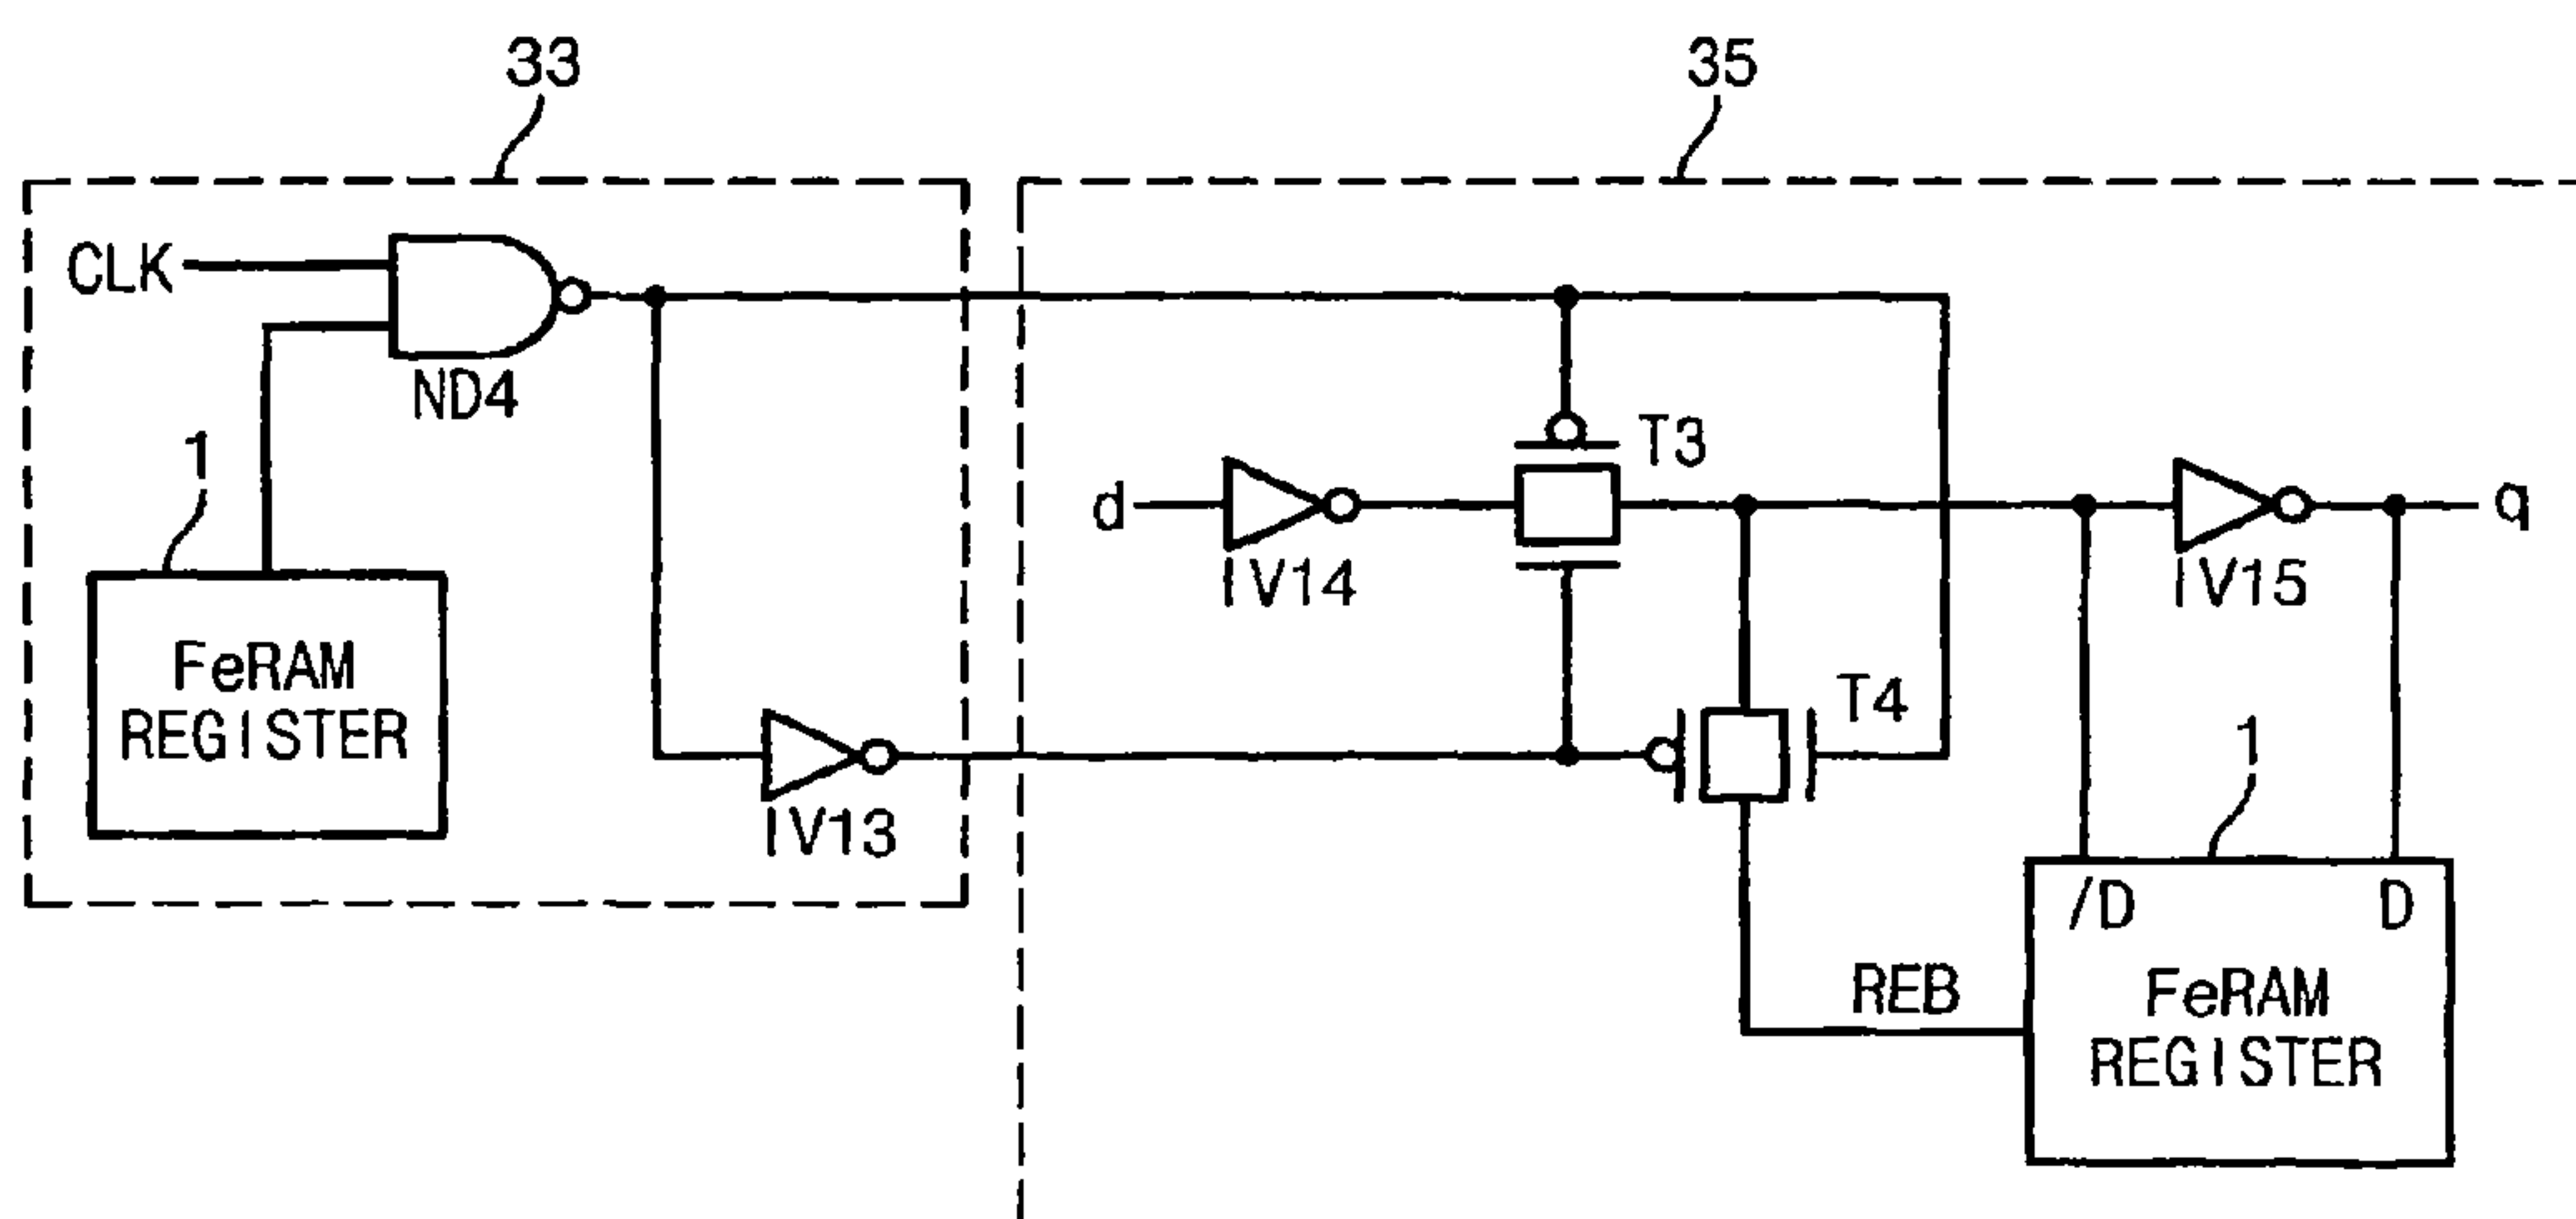 33
35
CLK
ND4
1
FeRAM
REGISTER
IV13
d
IV14
T3
T4
IV15
q
1
/D D
REB
FeRAM
REGISTER